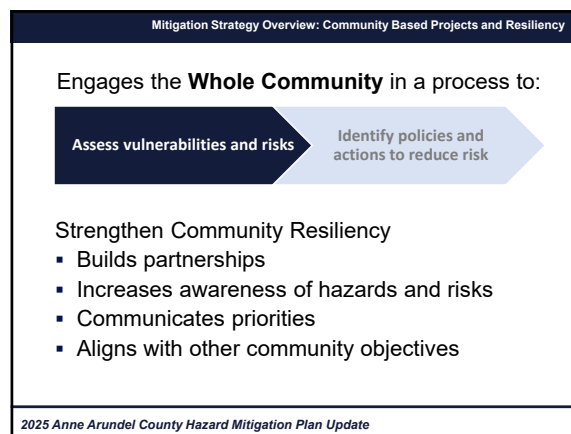 Mitigation Strategy Overview: Community Based Projects and Resiliency
Engages the Whole Community in a process to:
Assess vulnerabilities and risks
Identify policies and
actions to reduce risk
Strengthen Community Resiliency
▪ Builds partnerships
▪ Increases awareness of hazards and risks
▪ Communicates priorities
▪ Aligns with other community objectives
2025 Anne Arundel County Hazard Mitigation Plan Update